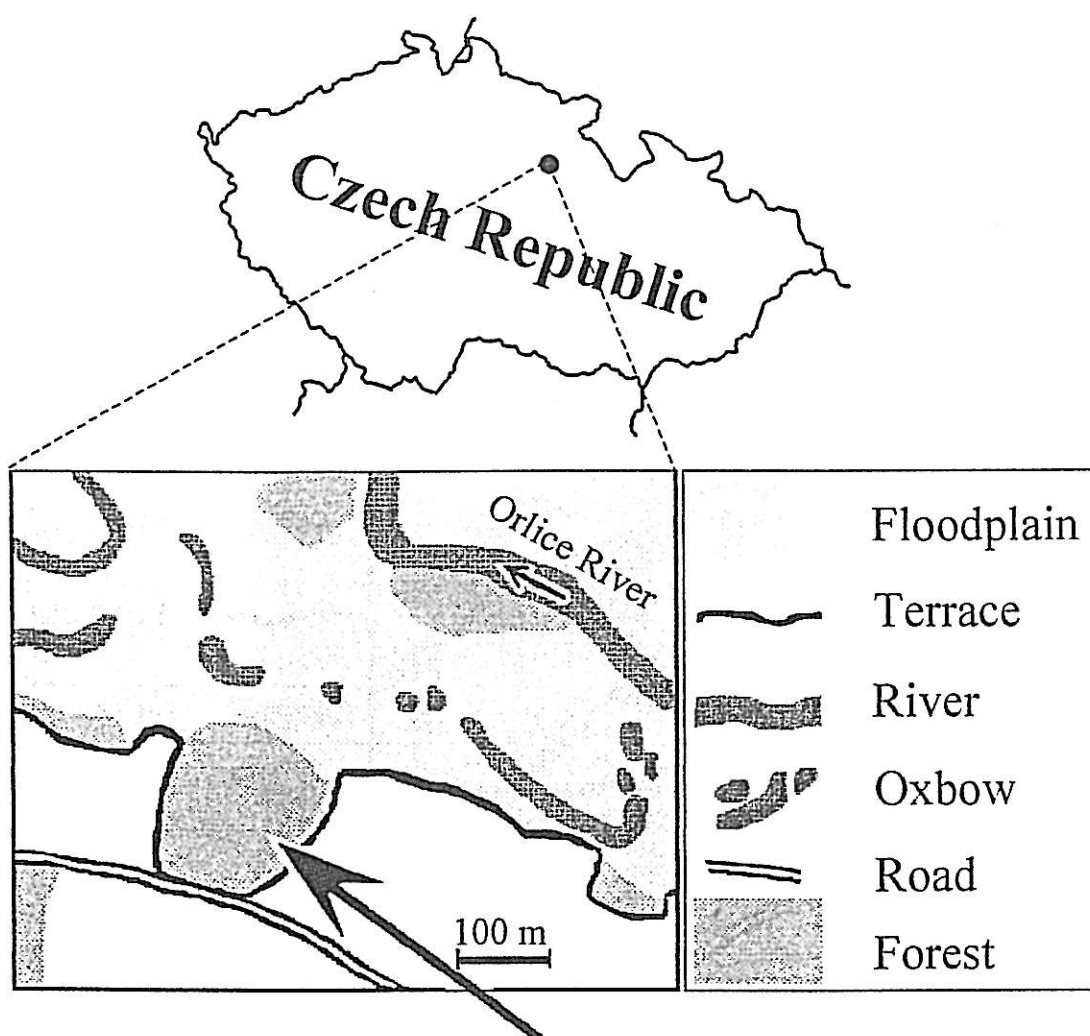 Czech Republic
Orlice River
100 m
Floodplain
Terrace
River
Oxbow
Road
Forest